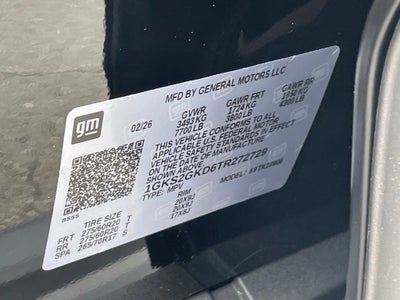 gm
MFD BY GENERAL MOTORS LLC
02/26
GVWR GAWR FRT GAWR RR
3493 KG 1724 KG 1950 KG
7700 LB 3800 LB 4300 LB
THIS VEHICLE CONFORMS TO ALL
APPLICABLE U.S. FEDERAL MOTOR
VEHICLE SAFETY STANDARDS IN EFFECT
ON THE DATE OF MANUFACTURE
SHOWN ABOVE.
1GKS2GKD6TR272729
TYPE: MPV MODEL:
TIRE SIZE RIM
FRT 275/60R20 T 20X9J
RR 275/60R20 T 20X9J
SPA 265/70R17 S 17X8J